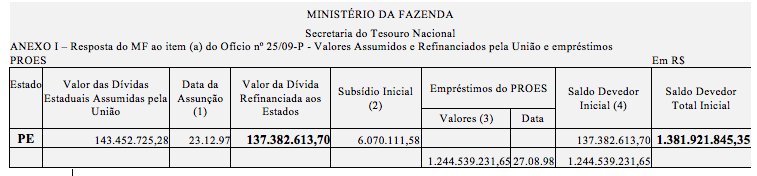 MINISTÉRIO DA FAZENDA
Secretaria do Tesouro Nacional
ANEXO I – Resposta do MF ao item (a) do Ofício nº 25/09-P - Valores Assumidos e Refinanciados pela União e empréstimos
PROES Em R$
Estado Valor das Dívidas Estaduais Assumidas pela União Data da Assunção (1) Valor da Dívida Refinanciada aos Estados Subsídio Inicial (2) Empréstimos do PROES Saldo Devedor Inicial (4) Saldo Devedor Total Inicial
Valores (3) Data
PE 143.452.725,28 23.12.97 137.382.613,70 6.070.111,58 137.382.613,70 1.381.921.845,35
1.244.539.231,65 27.08.98 1.244.539.231,65